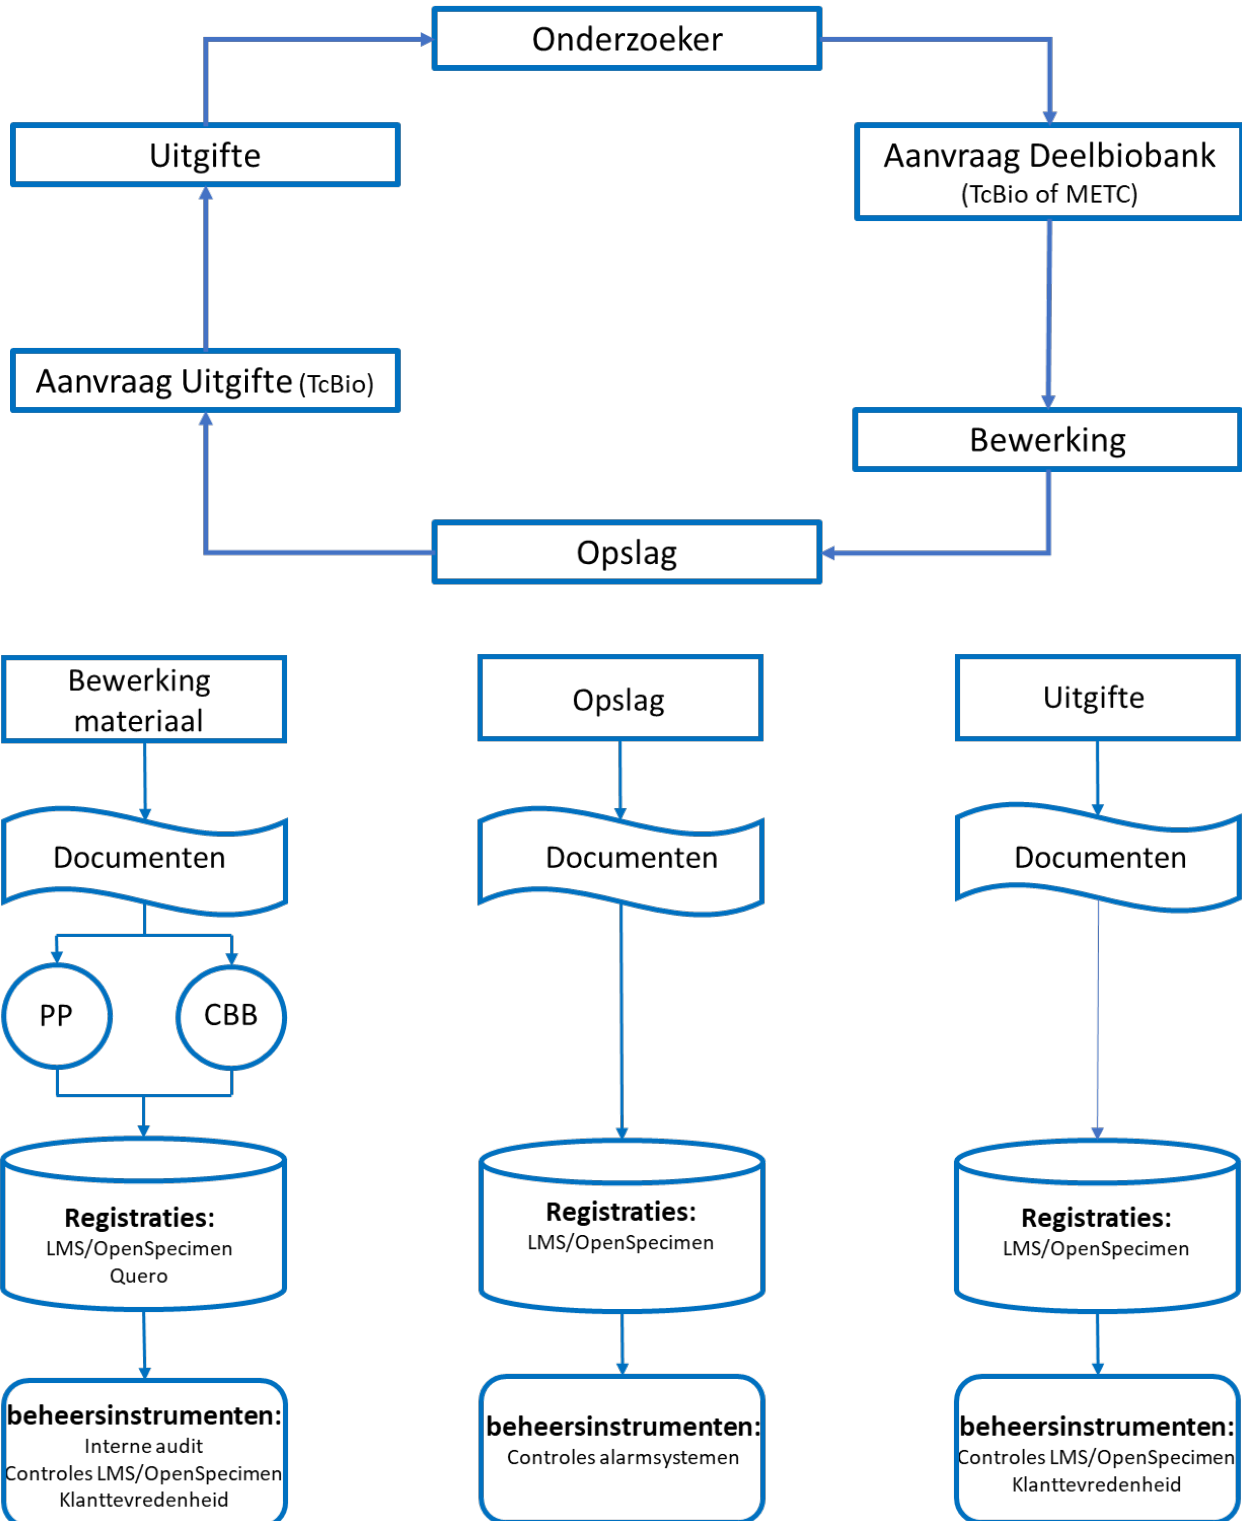 Onderzoeker
Uitgifte
Aanvraag Deelbiobank
(TcBio of METC)
Aanvraag Uitgifte (TcBio)
Bewerking
Opslag
Bewerking
materiaal
Opslag
Uitgifte
Documenten
Documenten
Documenten
PP
CBB
Registraties:
LMS/OpenSpecimen
Quero
Registraties:
LMS/OpenSpecimen
Registraties:
LMS/OpenSpecimen
beheersinstrumenten:
Interne audit
Controles LMS/OpenSpecimen
Klanttevredenheid
beheersinstrumenten:
Controles alarmsystemen
beheersinstrumenten:
Controles LMS/OpenSpecimen
Klanttevredenheid